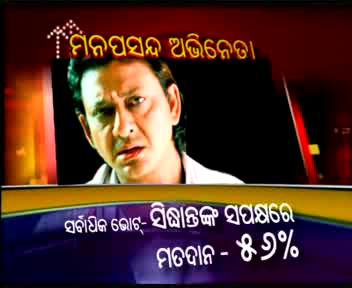 ମନପସନ୍ଦ ଅଭିନେତା
ସର୍ବାଧିକ ଭୋଟ୍- ସିଦ୍ଧାନ୍ତଙ୍କ ସପକ୍ଷରେ
ମତଦାନ - ୫୬%